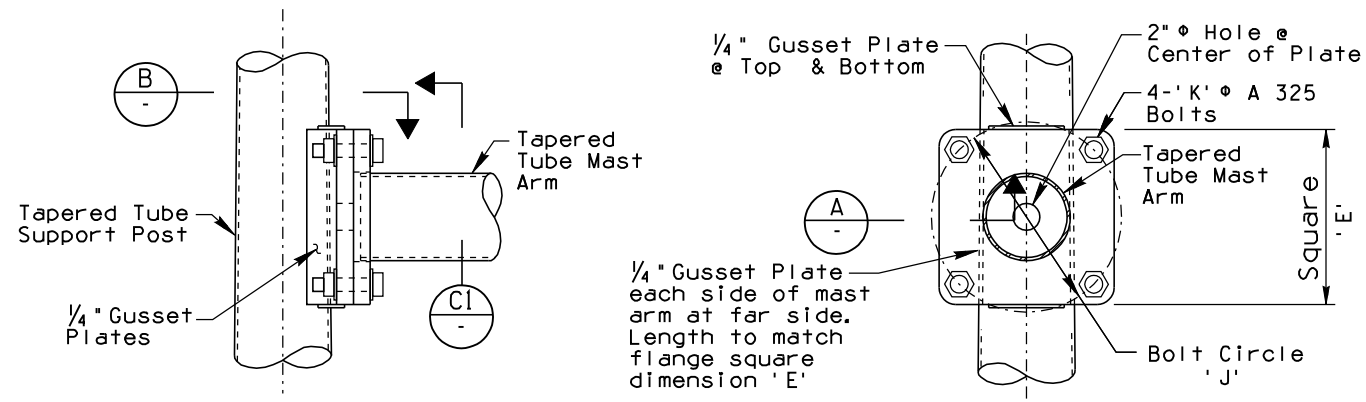 B
-
Tapered
Tube Mast
Arm
Tapered Tube
Support Post
1/4" Gusset
Plates
C1
-
1/4" Gusset Plate
@ Top & Bottom
2" Φ Hole @
Center of Plate
4-'K' Φ A 325
Bolts
Tapered
Tube Mast
Arm
A
-
Square
'E'
1/4" Gusset Plate
each side of mast
arm at far side.
Length to match
flange square
dimension 'E'
Bolt Circle
'J'